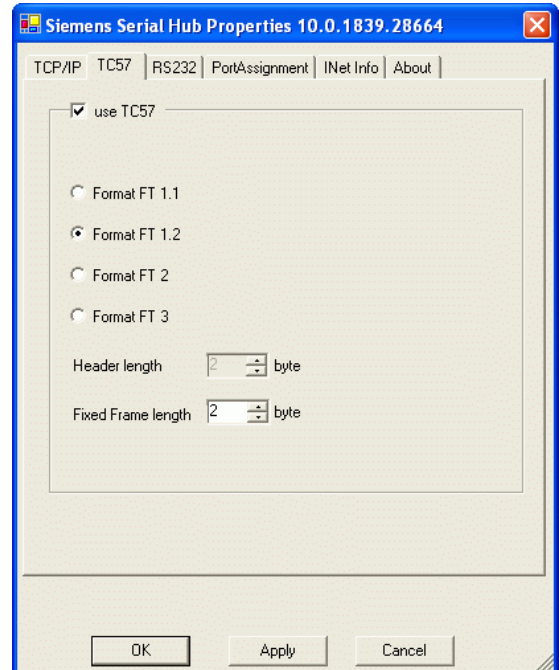 Siemens Serial Hub Properties 10.0.1839.28664
TCP/IP TC57 RS232 PortAssignment INet Info About
use TC57
Format FT 1.1
Format FT 1.2
Format FT 2
Format FT 3
Header length 2 byte
Fixed Frame length 2 byte
OK Apply Cancel